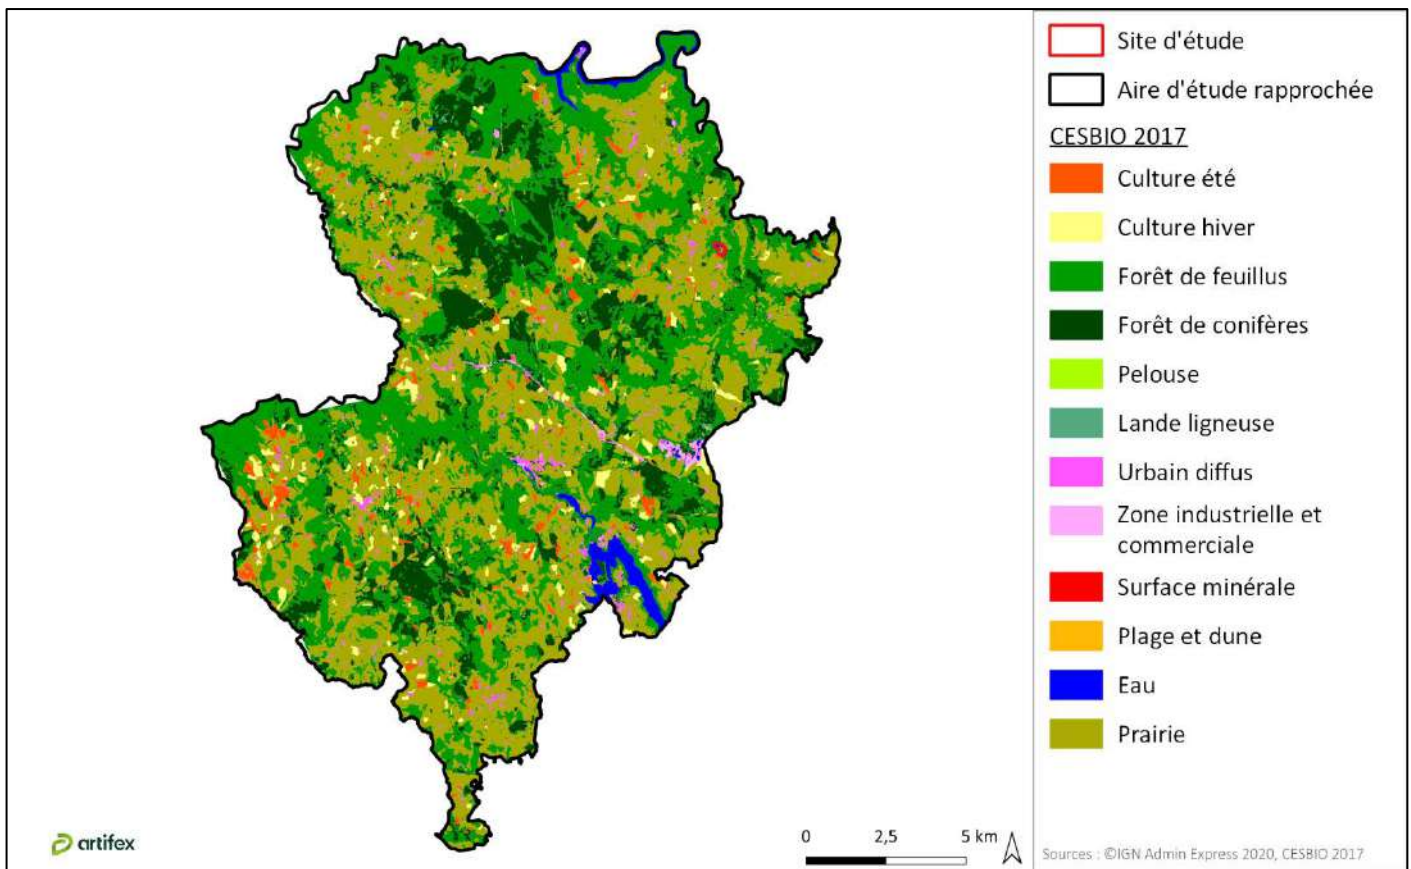 Site d'étude
Aire d'étude rapprochée
CESBIO 2017
Culture été
Culture hiver
Forêt de feuillus
Forêt de conifères
Pelouse
Lande ligneuse
Urbain diffus
Zone industrielle et
commerciale
Surface minérale
Plage et dune
Eau
Prairie
artifex
0 2,5 5 km
Sources : ©IGN Admin Express 2020, CESBIO 2017